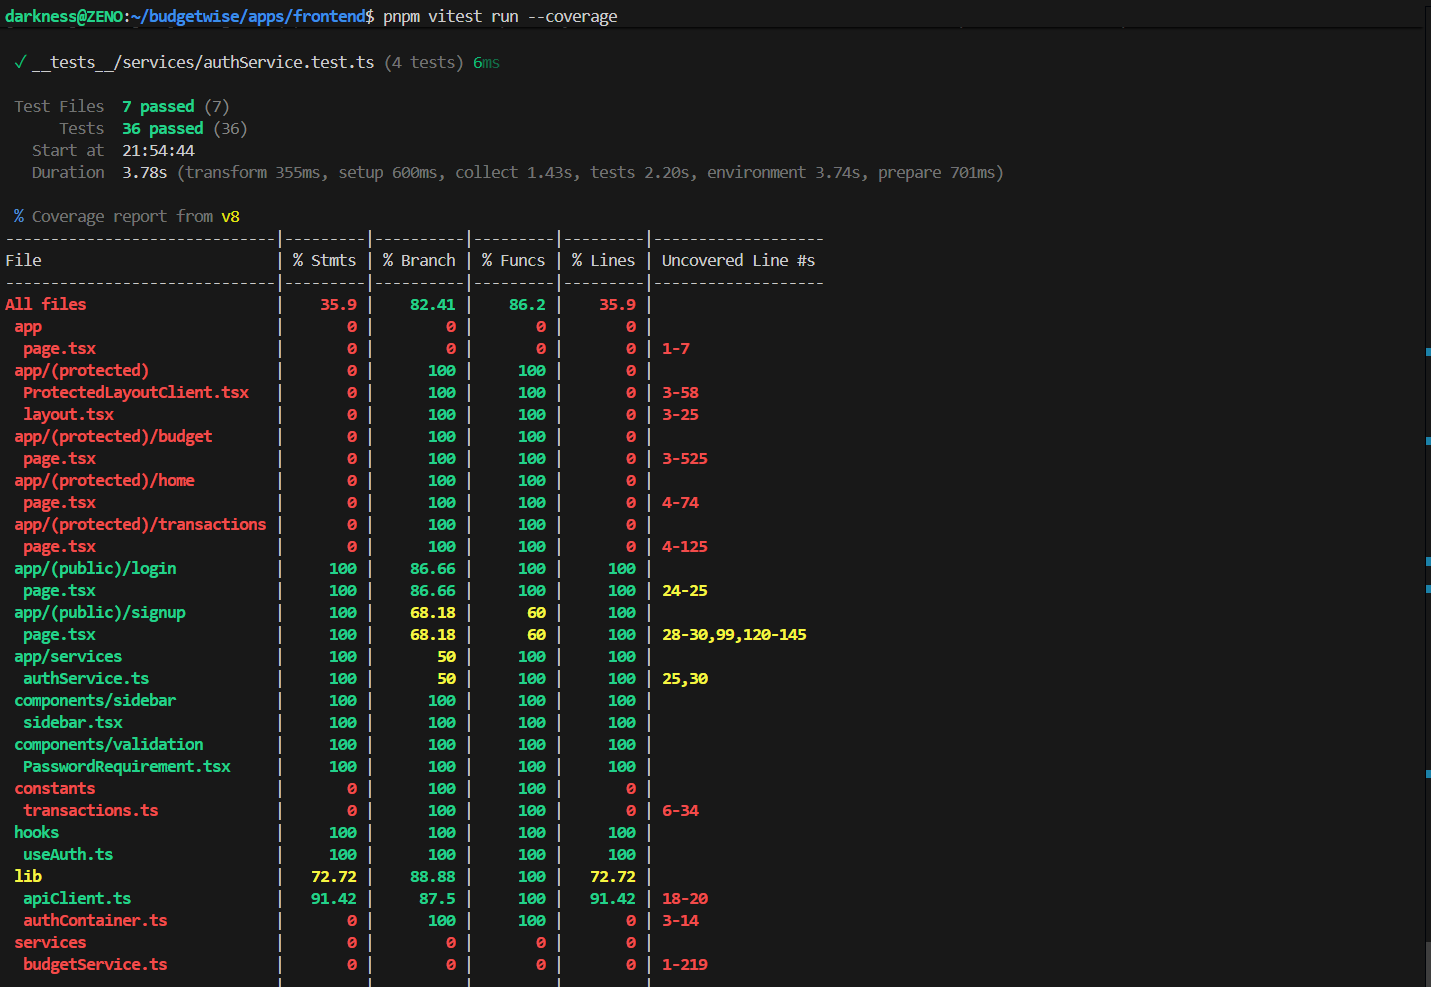 darkness@ZENO:~/budgetwise/apps/frontend$ pnpm vitest run --coverage
✓ __tests__/services/authService.test.ts (4 tests) 6ms
Test Files  7 passed (7)
Tests  36 passed (36)
Start at  21:54:44
Duration  3.78s (transform 355ms, setup 600ms, collect 1.43s, tests 2.20s, environment 3.74s, prepare 701ms)
% Coverage report from v8
-----------------------------|---------|----------|---------|---------|-------------------
File | % Stmts | % Branch | % Funcs | % Lines | Uncovered Line #s
-----------------------------|---------|----------|---------|---------|-------------------
All files | 35.9 | 82.41 | 86.2 | 35.9 |
app | 0 | 0 | 0 | 0 |
page.tsx | 0 | 0 | 0 | 0 | 1-7
app/(protected) | 0 | 100 | 100 | 0 |
ProtectedLayoutClient.tsx | 0 | 100 | 100 | 0 | 3-58
layout.tsx | 0 | 100 | 100 | 0 | 3-25
app/(protected)/budget | 0 | 100 | 100 | 0 |
page.tsx | 0 | 100 | 100 | 0 | 3-525
app/(protected)/home | 0 | 100 | 100 | 0 |
page.tsx | 0 | 100 | 100 | 0 | 4-74
app/(protected)/transactions | 0 | 100 | 100 | 0 |
page.tsx | 0 | 100 | 100 | 0 | 4-125
app/(public)/login | 100 | 86.66 | 100 | 100 |
page.tsx | 100 | 86.66 | 100 | 100 | 24-25
app/(public)/signup | 100 | 68.18 | 60 | 100 |
page.tsx | 100 | 68.18 | 60 | 100 | 28-30,99,120-145
app/services | 100 | 50 | 100 | 100 |
authService.ts | 100 | 50 | 100 | 100 | 25,30
components/sidebar | 100 | 100 | 100 | 100 |
sidebar.tsx | 100 | 100 | 100 | 100 |
components/validation | 100 | 100 | 100 | 100 |
PasswordRequirement.tsx | 100 | 100 | 100 | 100 |
constants | 0 | 100 | 100 | 0 |
transactions.ts | 0 | 100 | 100 | 0 | 6-34
hooks | 100 | 100 | 100 | 100 |
useAuth.ts | 100 | 100 | 100 | 100 |
lib | 72.72 | 88.88 | 100 | 72.72 |
apiClient.ts | 91.42 | 87.5 | 100 | 91.42 | 18-20
authContainer.ts | 0 | 100 | 100 | 0 | 3-14
services | 0 | 0 | 0 | 0 |
budgetService.ts | 0 | 0 | 0 | 0 | 1-219